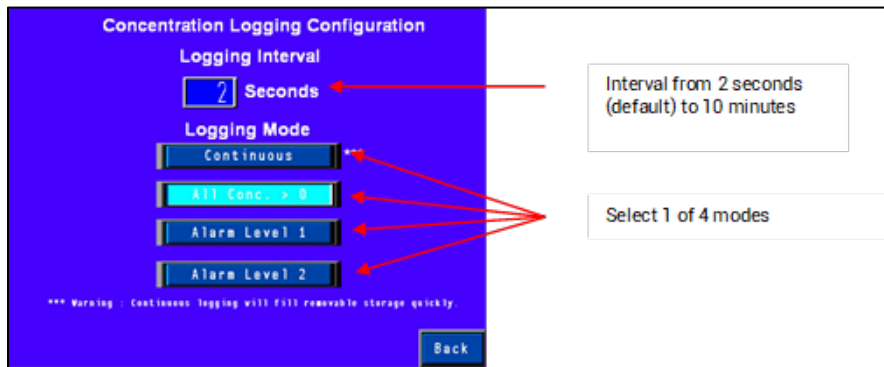 Concentration Logging Configuration
Logging Interval
2 Seconds
Interval from 2 seconds
(default) to 10 minutes
Logging Mode
Continuous ***
All Conc. > 0
Alarm Level 1
Select 1 of 4 modes
Alarm Level 2
*** Warning : Continuous logging will fill removable storage quickly.
Back